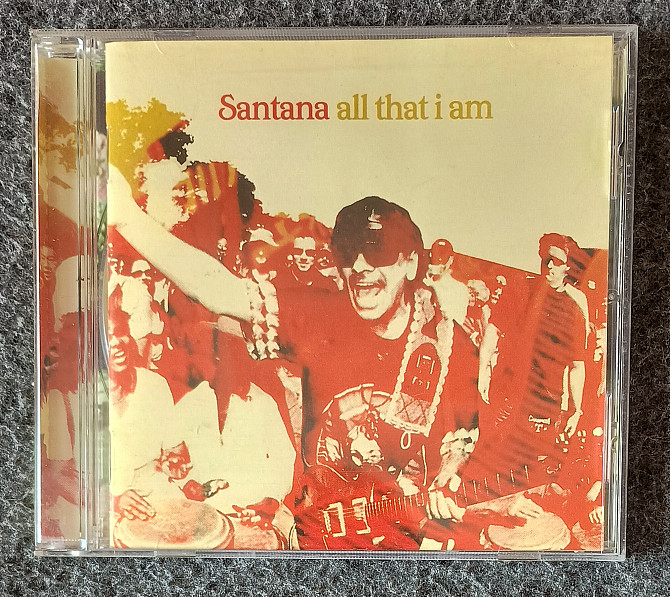 Santana all that i am